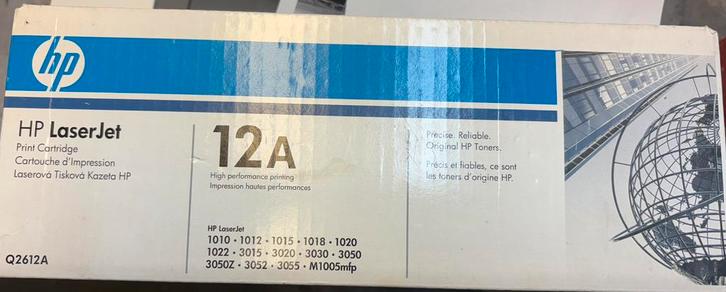 hp
HP LaserJet
Print Cartridge
Cartouche d'Impression
Laserová Tisková Kazeta HP
Q2612A
12A
High performance printing
Impression hautes performances
HP LaserJet
1010 • 1012 • 1015 • 1018 • 1020
1022 • 3015 • 3020 • 3030 • 3050
3050Z • 3052 • 3055 • M1005mfp
Precise. Reliable.
Original HP Toners.
Précis et fiables, ce sont
les toners d'origine HP.